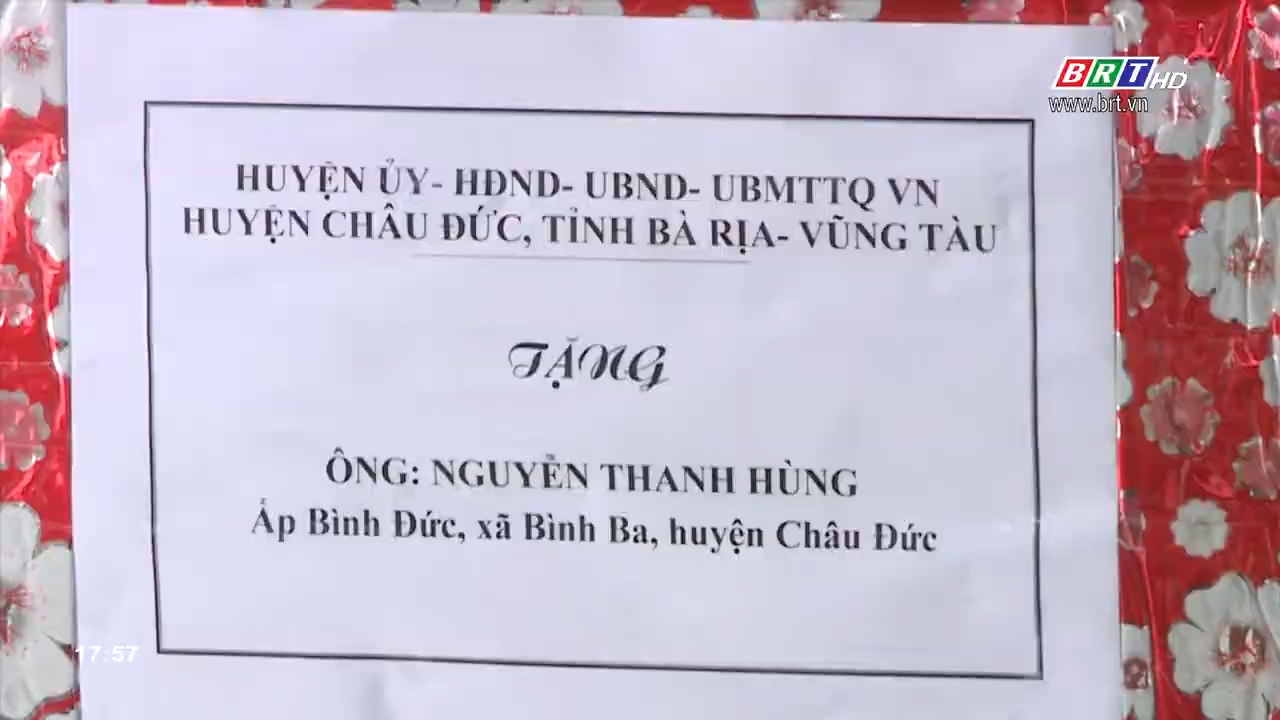 BRT HD
www.brt.vn
HUYỆN ỦY- HĐND- UBND- UBMTTQ VN
HUYỆN CHÂU ĐỨC, TỈNH BÀ RỊA- VŨNG TÀU
TẶNG
ÔNG: NGUYỄN THANH HÙNG
Ấp Bình Đức, xã Bình Ba, huyện Châu Đức
17:57